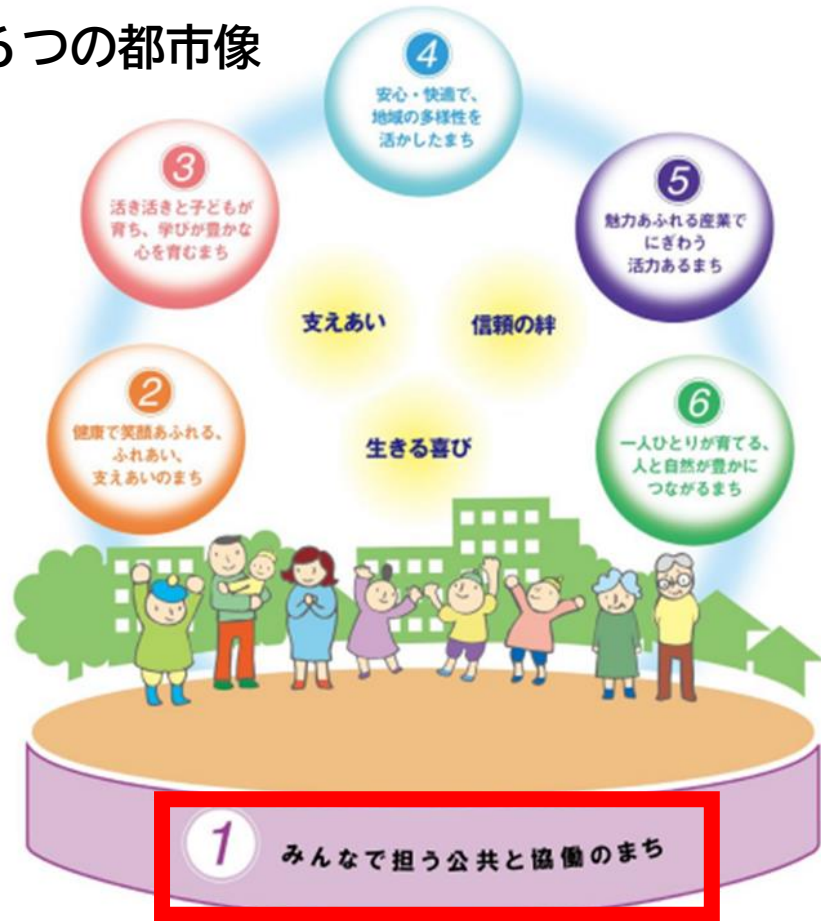 ６つの都市像
4
安心・快適で、
地域の多様性を
活かしたまち
3
活き活きと子どもが
育ち、学びが豊かな
心を育むまち
5
魅力あふれる産業で
にぎわう
活力あるまち
支えあい
信頼の絆
2
健康で笑顔あふれる、
ふれあい、
支えあいのまち
生きる喜び
6
一人ひとりが育てる、
人と自然が豊かに
つながるまち
1
みんなで担う公共と協働のまち